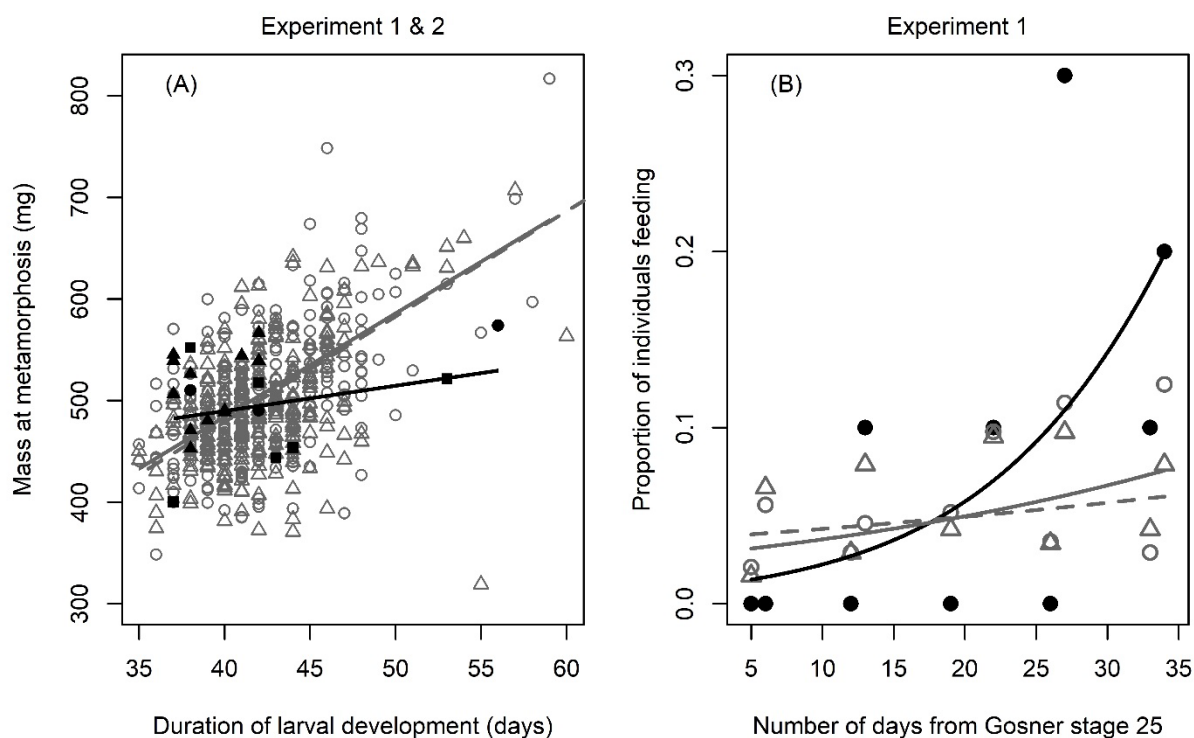 Experiment 1 & 2
(A)
Mass at metamorphosis (mg)
800
700
600
500
400
300
35 40 45 50 55 60
Duration of larval development (days)
Experiment 1
(B)
Proportion of individuals feeding
0.3
0.2
0.1
0.0
5 10 15 20 25 30 35
Number of days from Gosner stage 25